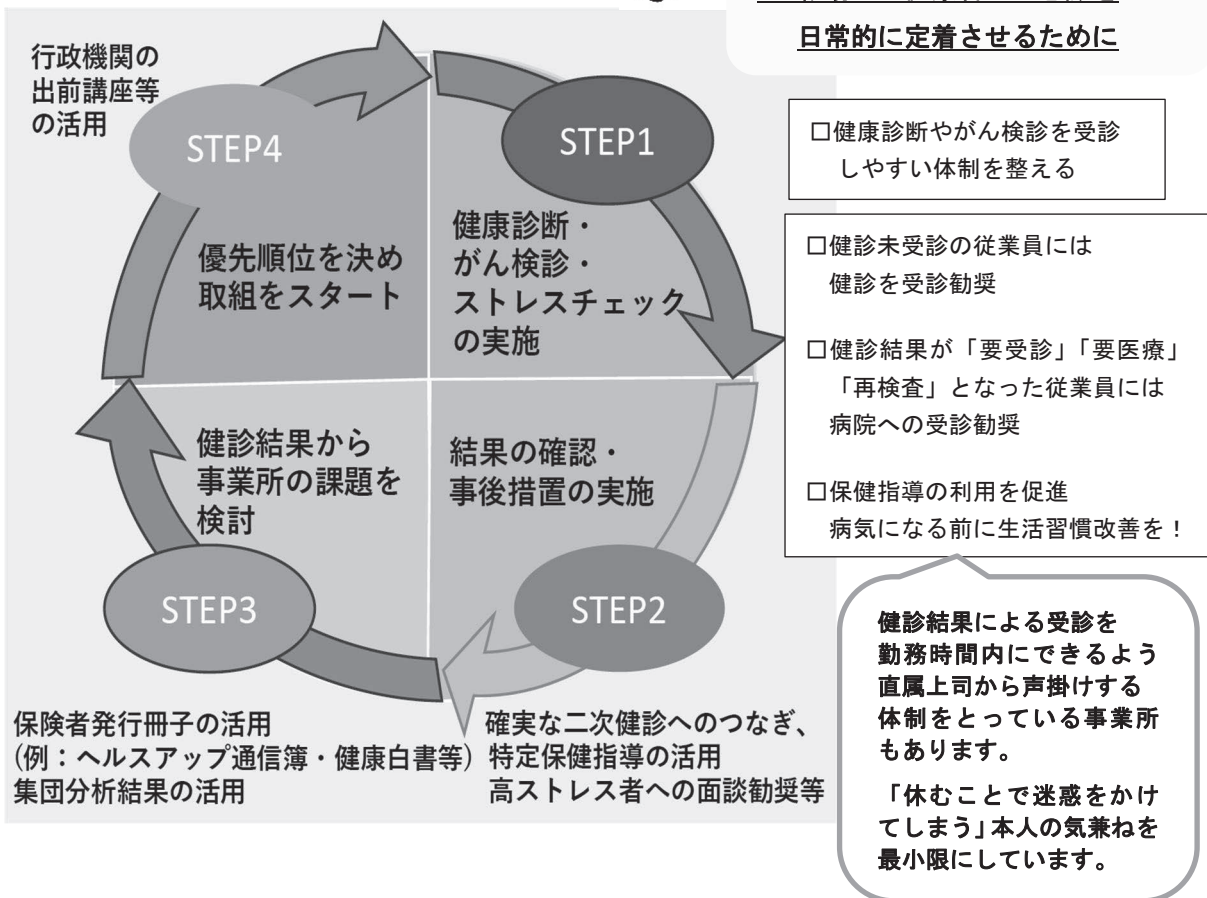 日常的に定着させるために
行政機関の
出前講座等
の活用
STEP4
STEP1
優先順位を決め
取組をスタート
健康診断・
がん検診・
ストレスチェック
の実施
健診結果から
事業所の課題を
検討
結果の確認・
事後措置の実施
STEP3
STEP2
保険者発行冊子の活用
(例：ヘルスアップ通信簿・健康白書等)
集団分析結果の活用
確実な二次健診へのつなぎ、
特定保健指導の活用
高ストレス者への面談勧奨等
□健康診断やがん検診を受診
しやすい体制を整える
□健診未受診の従業員には
健診を受診勧奨
□健診結果が「要受診」「要医療」
「再検査」となった従業員には
病院への受診勧奨
□保健指導の利用を促進
病気になる前に生活習慣改善を！
健診結果による受診を
勤務時間内にできるよう
直属上司から声掛けする
体制をとっている事業所
もあります。
「休むことで迷惑をかけ
てしまう」本人の気兼ねを
最小限にしています。